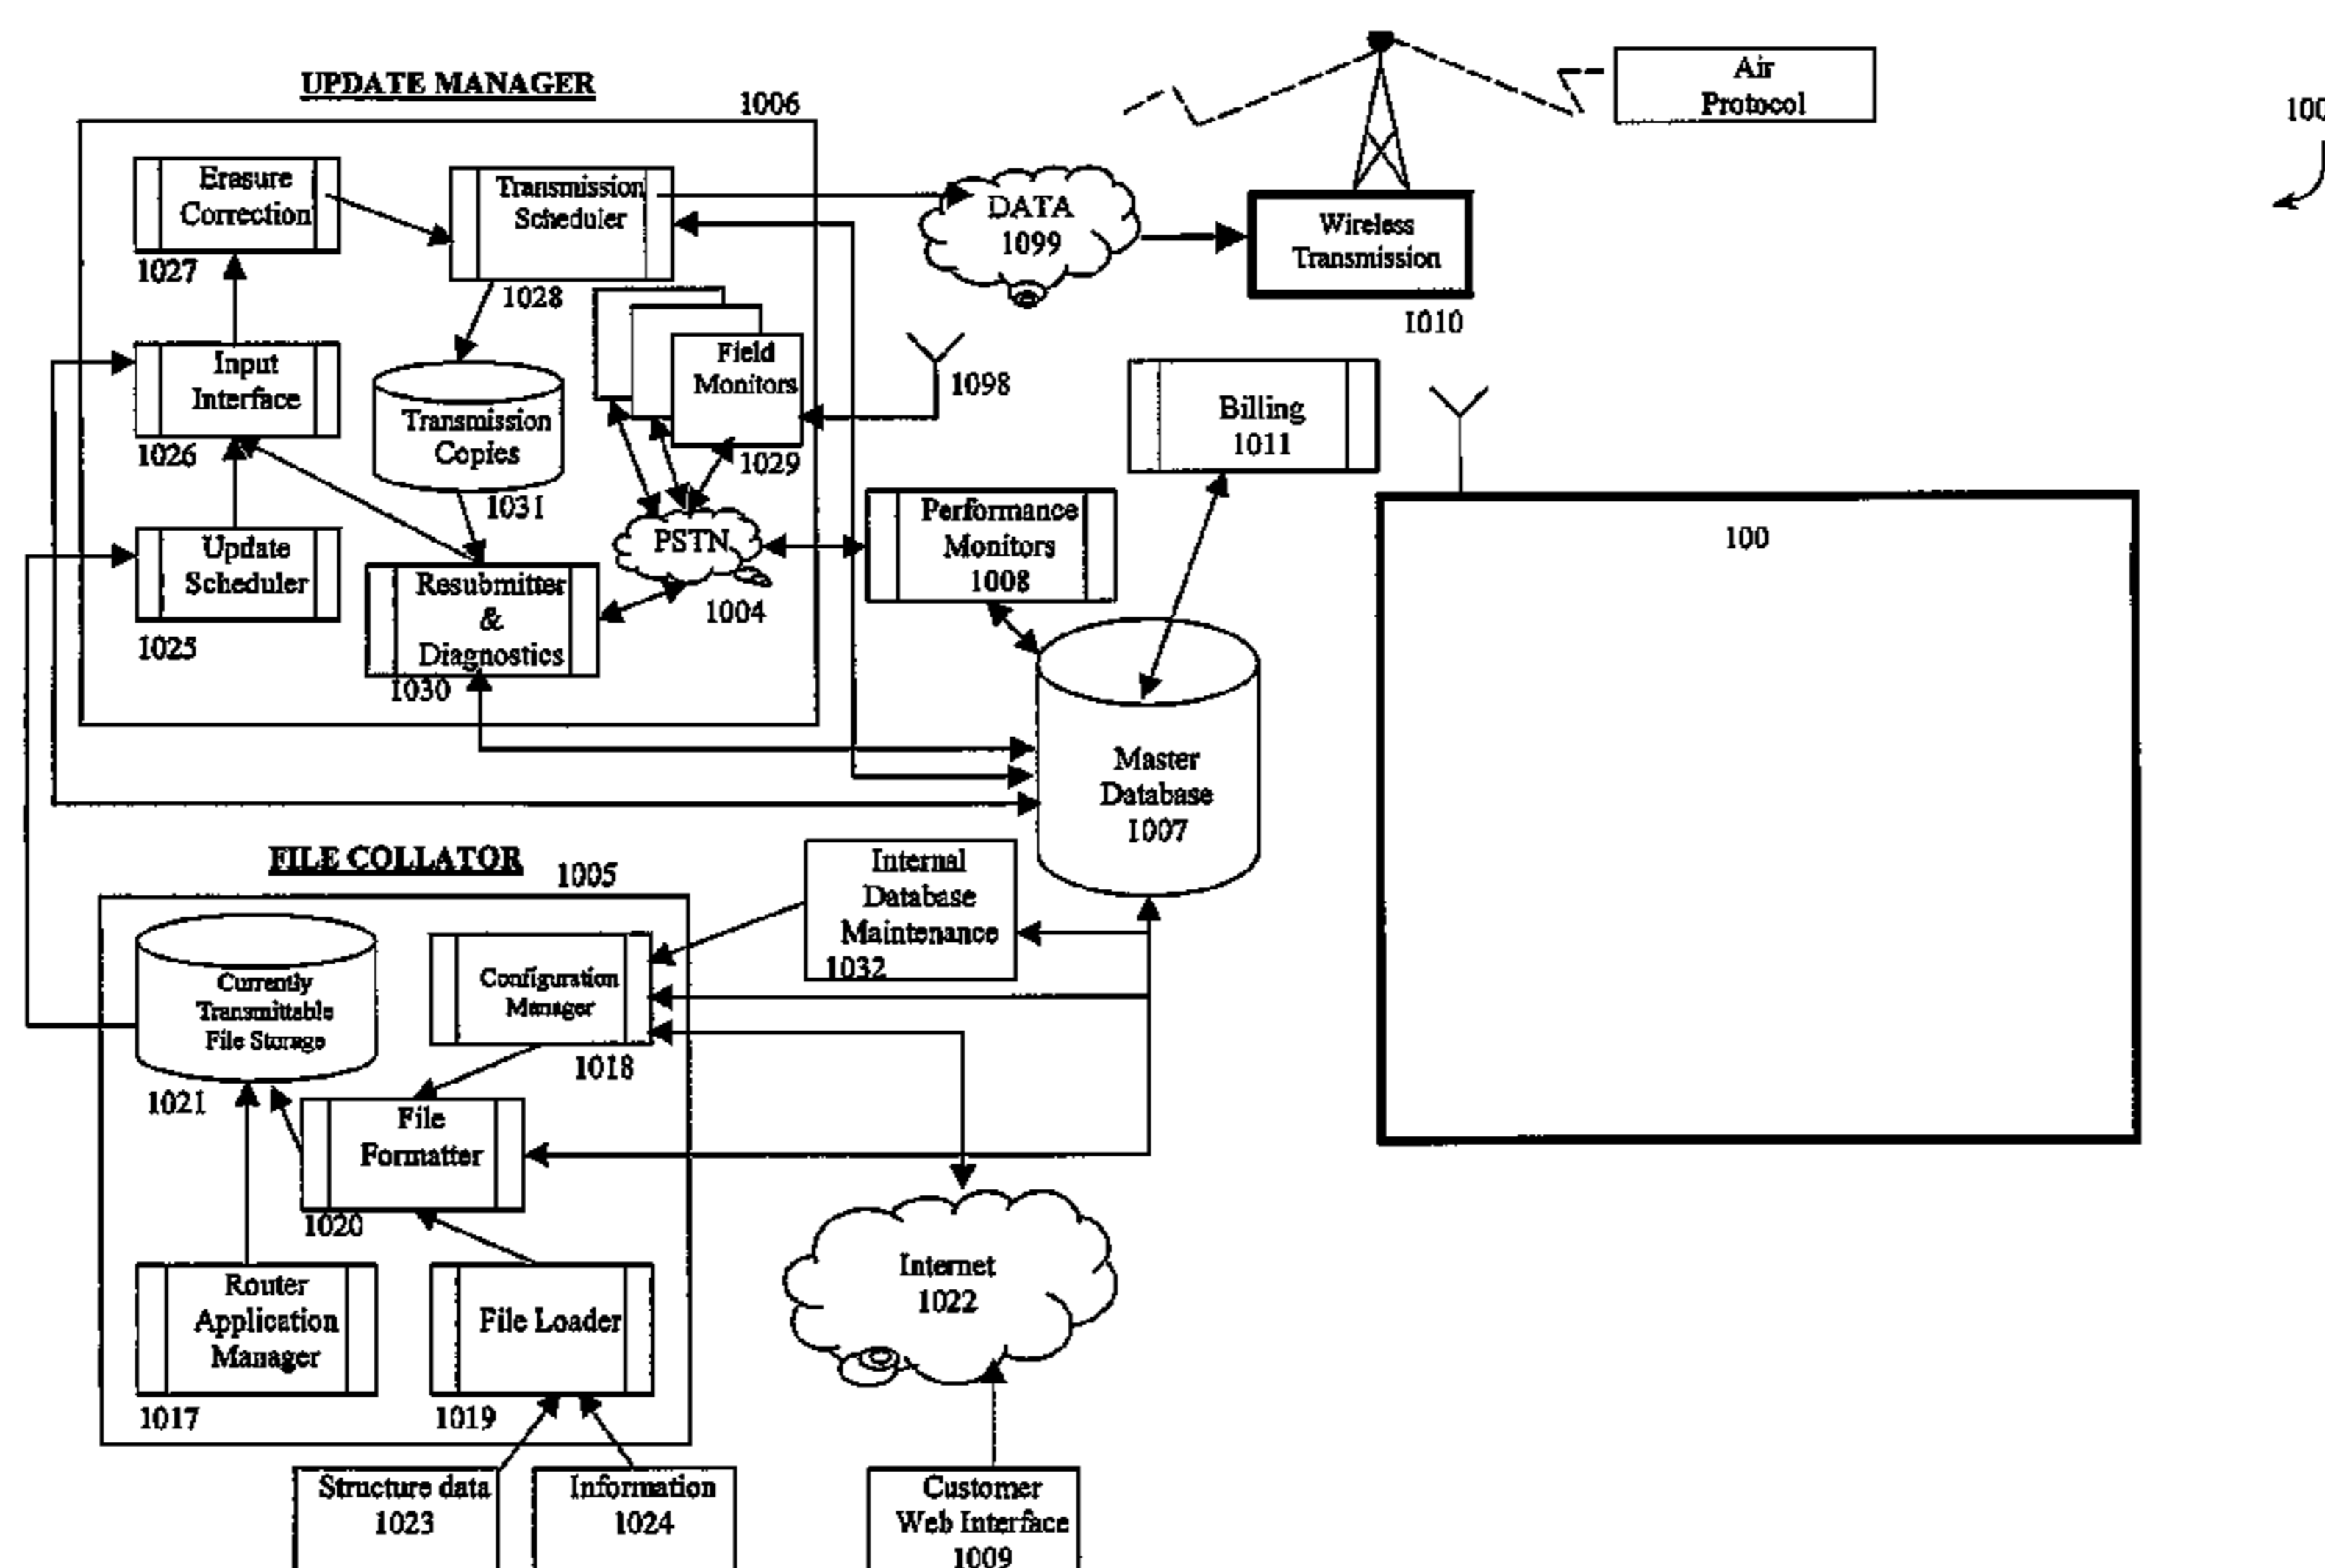 UPDATE MANAGER
1006
Air
Protocol
100
Erasure
Correction
1027
Transmission
Scheduler
1028
DATA
1099
Wireless
Transmission
1010
Input
Interface
1026
Transmission
Copies
1031
Field
Monitors
1029
1098
Billing
1011
Update
Scheduler
1025
Resubmitter
&
Diagnostics
1030
PSTN
1004
Performance
Monitors
1008
100
Master
Database
1007
FILE COLLATOR
1005
Internal
Database
Maintenance
1032
Currently
Transmittable
File Storage
1021
Configuration
Manager
1018
File
Formatter
1020
Router
Application
Manager
1017
File Loader
1019
Internet
1022
Structure data
1023
Information
1024
Customer
Web Interface
1009